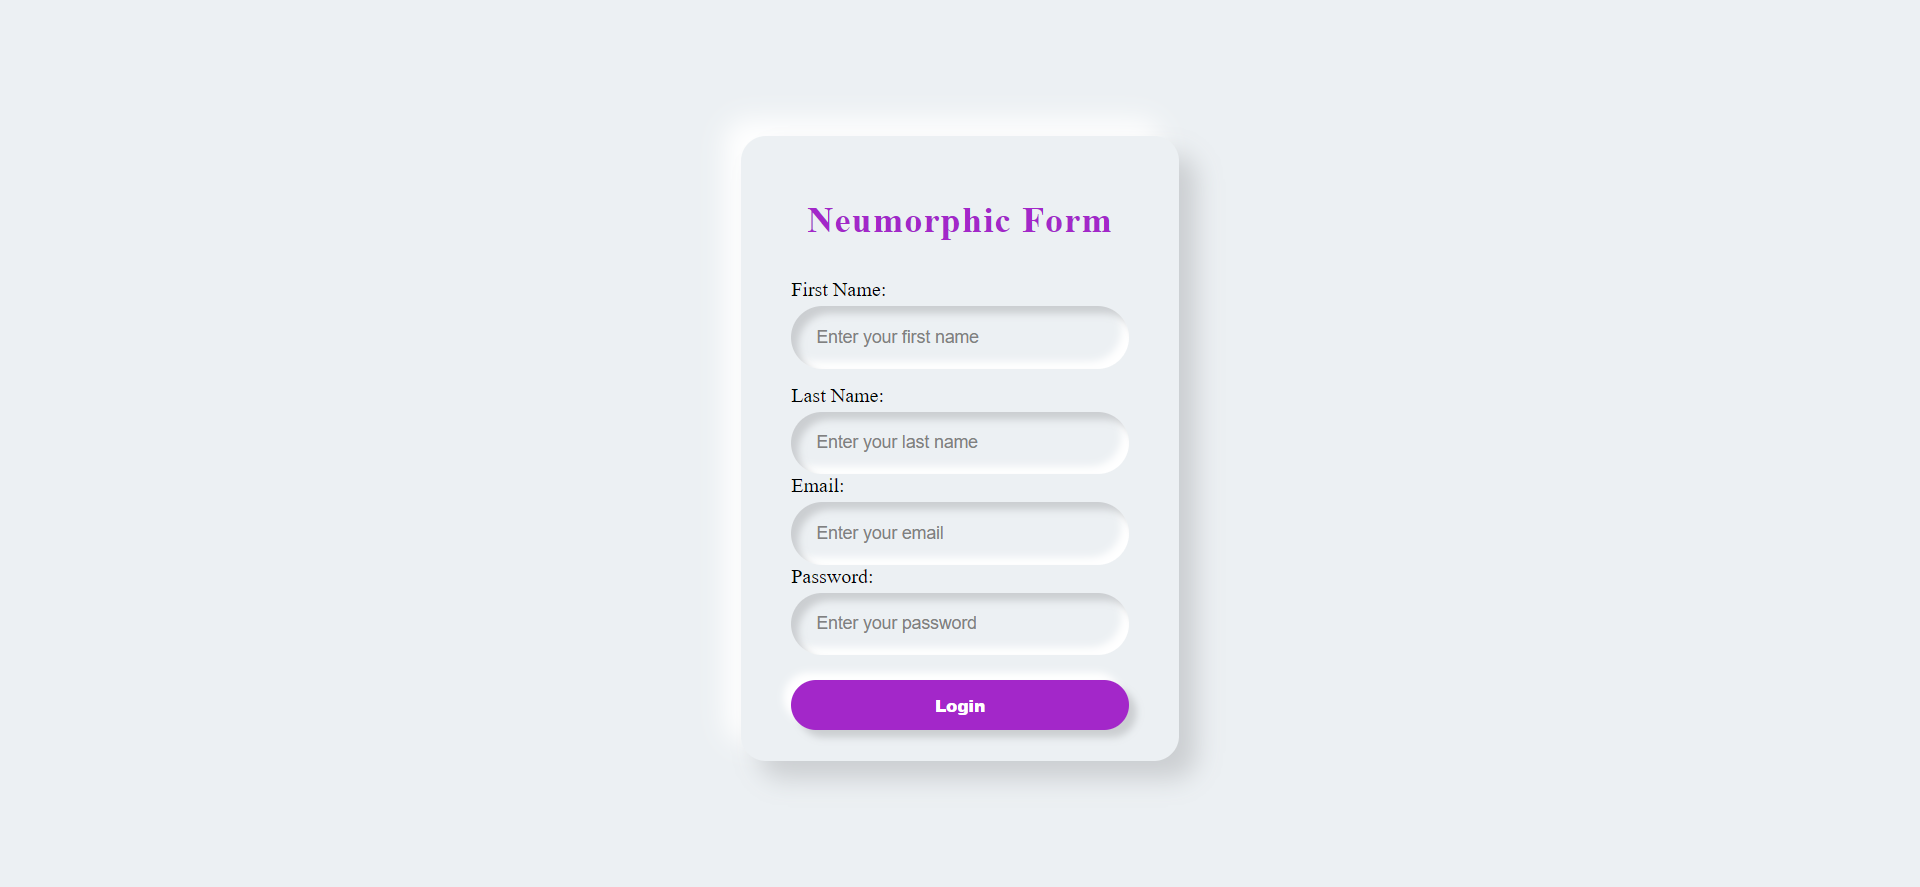 Neumorphic Form
First Name:
Enter your first name
Last Name:
Enter your last name
Email:
Enter your email
Password:
Enter your password
Login